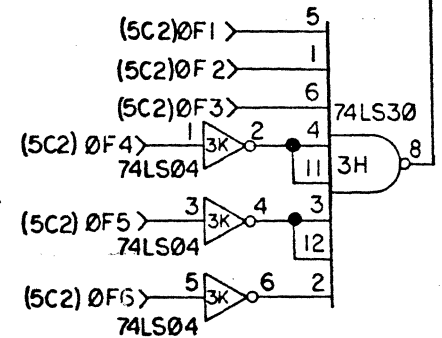 (5C2)ØF1 5
(5C2)ØF2 1
(5C2)ØF3 6
74LS30
(5C2) ØF4 1 3K 2 4 8
74LS04 11 3H
(5C2) ØF5 3 3K 4 3
74LS04 12
(5C2) ØF6 5 3K 6 2
74LS04